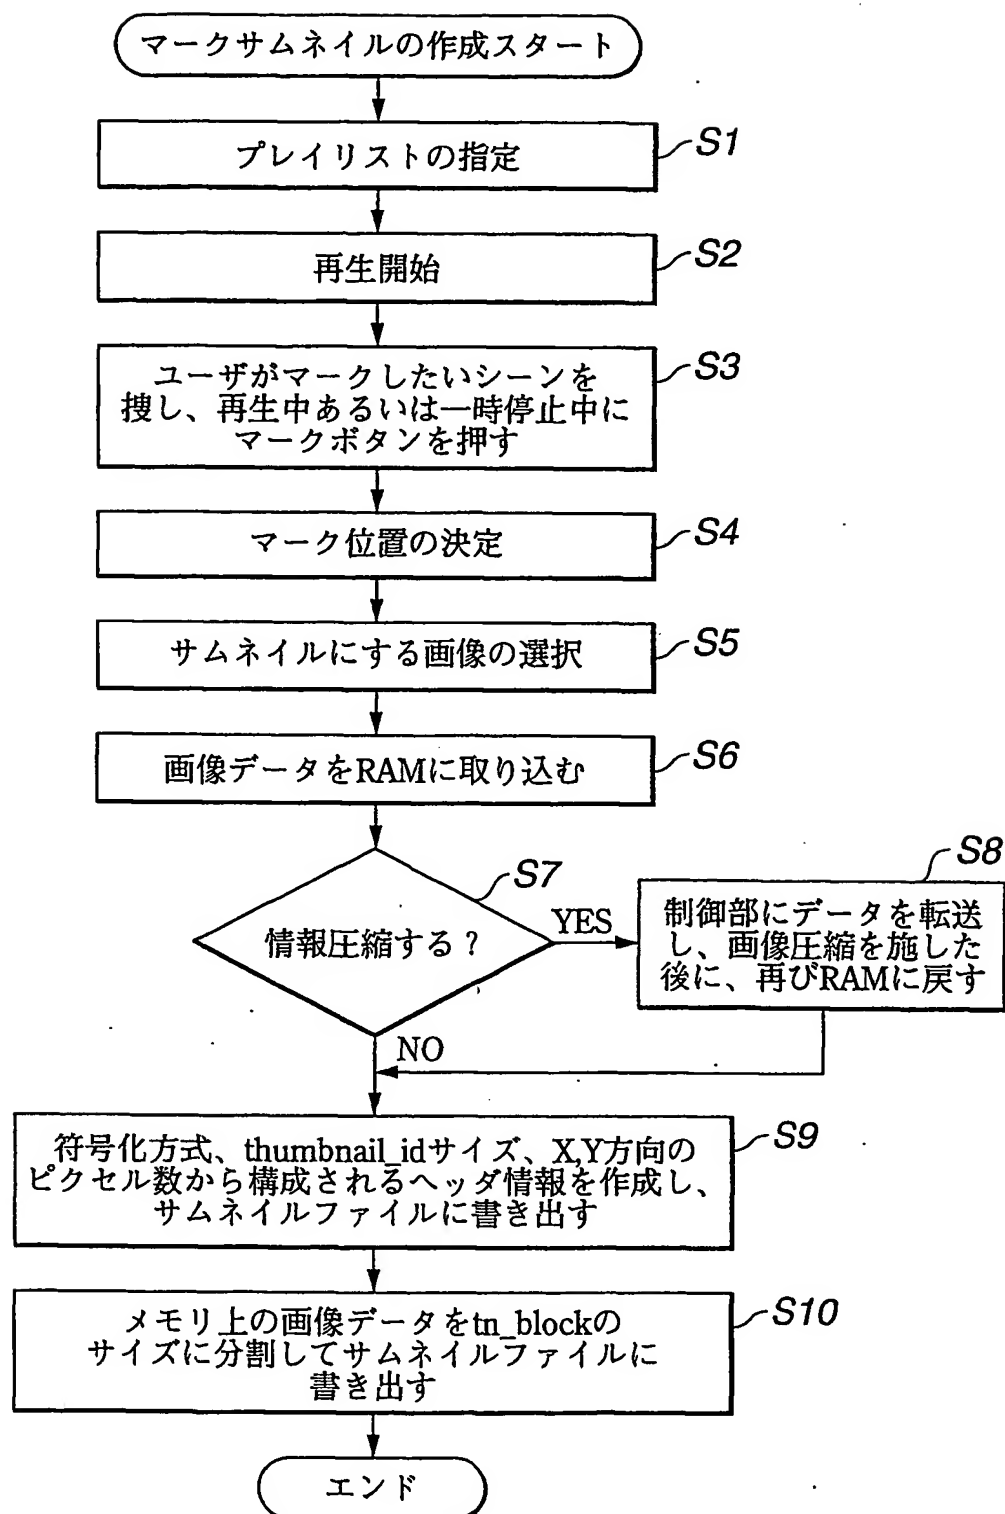 マークサムネイルの作成スタート
プレイリストの指定
S1
再生開始
S2
ユーザがマークしたいシーンを
捜し、再生中あるいは一時停止中に
マークボタンを押す
S3
マーク位置の決定
S4
サムネイルにする画像の選択
S5
画像データをRAMに取り込む
S6
情報圧縮する?
S7
YES
制御部にデータを転送
し、画像圧縮を施した
後に、再びRAMに戻す
S8
NO
符号化方式、thumbnail_idサイズ、X,Y方向の
ピクセル数から構成されるヘッダ情報を作成し、
サムネイルファイルに書き出す
S9
メモリ上の画像データをtn_blockの
サイズに分割してサムネイルファイルに
書き出す
S10
エンド